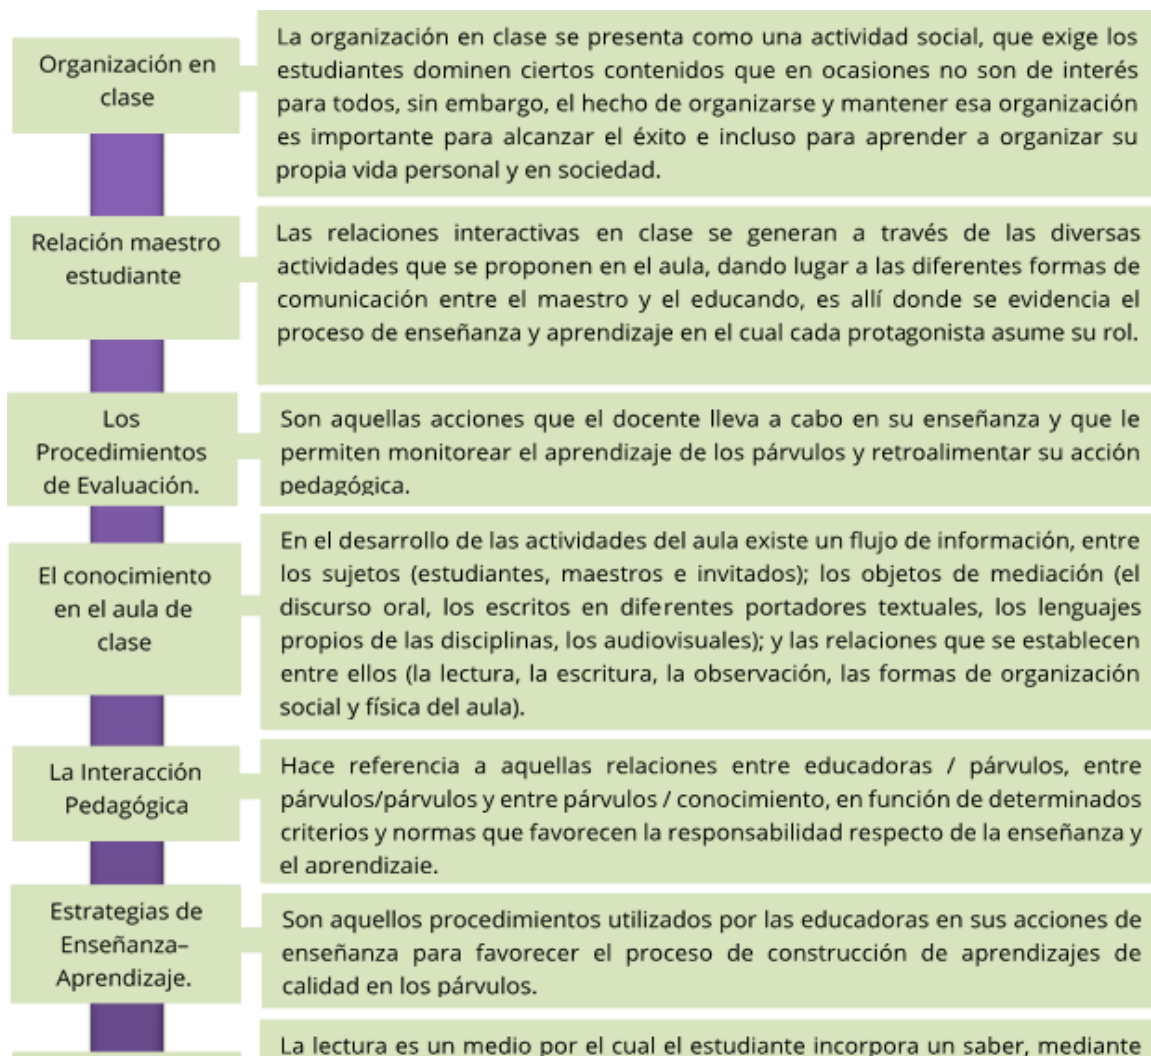 Organización en
clase
La organización en clase se presenta como una actividad social, que exige los
estudiantes dominen ciertos contenidos que en ocasiones no son de interés
para todos, sin embargo, el hecho de organizarse y mantener esa organización
es importante para alcanzar el éxito e incluso para aprender a organizar su
propia vida personal y en sociedad.
Relación maestro
estudiante
Las relaciones interactivas en clase se generan a través de las diversas
actividades que se proponen en el aula, dando lugar a las diferentes formas de
comunicación entre el maestro y el educando, es allí donde se evidencia el
proceso de enseñanza y aprendizaje en el cual cada protagonista asume su rol.
Los
Procedimientos
de Evaluación.
Son aquellas acciones que el docente lleva a cabo en su enseñanza y que le
permiten monitorear el aprendizaje de los párvulos y retroalimentar su acción
pedagógica.
El conocimiento
en el aula de
clase
En el desarrollo de las actividades del aula existe un flujo de información, entre
los sujetos (estudiantes, maestros e invitados); los objetos de mediación (el
discurso oral, los escritos en diferentes portadores textuales, los lenguajes
propios de las disciplinas, los audiovisuales); y las relaciones que se establecen
entre ellos (la lectura, la escritura, la observación, las formas de organización
social y física del aula).
La Interacción
Pedagógica
Hace referencia a aquellas relaciones entre educadoras / párvulos, entre
párvulos/párvulos y entre párvulos / conocimiento, en función de determinados
criterios y normas que favorecen la responsabilidad respecto de la enseñanza y
el aprendizaje.
Estrategias de
Enseñanza–
Aprendizaje.
Son aquellos procedimientos utilizados por las educadoras en sus acciones de
enseñanza para favorecer el proceso de construcción de aprendizajes de
calidad en los párvulos.
La lectura es un medio por el cual el estudiante incorpora un saber, mediante